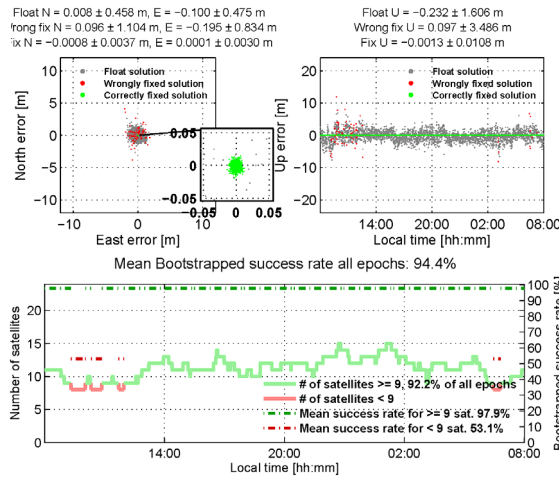 Float N = 0.008 ± 0.458 m, E = -0.100 ± 0.475 m
Wrong fix N = 0.096 ± 1.104 m, E = -0.195 ± 0.834 m
Fix N = -0.0008 ± 0.0037 m, E = 0.0001 ± 0.0030 m
Float U = -0.232 ± 1.606 m
Wrong fix U = 0.097 ± 3.486 m
Fix U = -0.0013 ± 0.0108 m
North error [m]
10
5
0
-5
-10
Float solution
Wrongly fixed solution
Correctly fixed solution
0.05
0
-0.05
-0.05 0 0.05
-10 0 10
East error [m]
Up error [m]
20
10
0
-10
-20
Float solution
Wrongly fixed solution
Correctly fixed solution
14:00 20:00 02:00 08:00
Local time [hh:mm]
Mean Bootstrapped success rate all epochs: 94.4%
Number of satellites
20
15
10
5
0
# of satellites >= 9, 92.2% of all epochs
# of satellites < 9
Mean success rate for >= 9 sat. 97.9%
Mean success rate for < 9 sat. 53.1%
100
90
80
70
60
50
40
30
20
10
0
Bootstrapped success rate [%]
14:00 20:00 02:00 08:00
Local time [hh:mm]